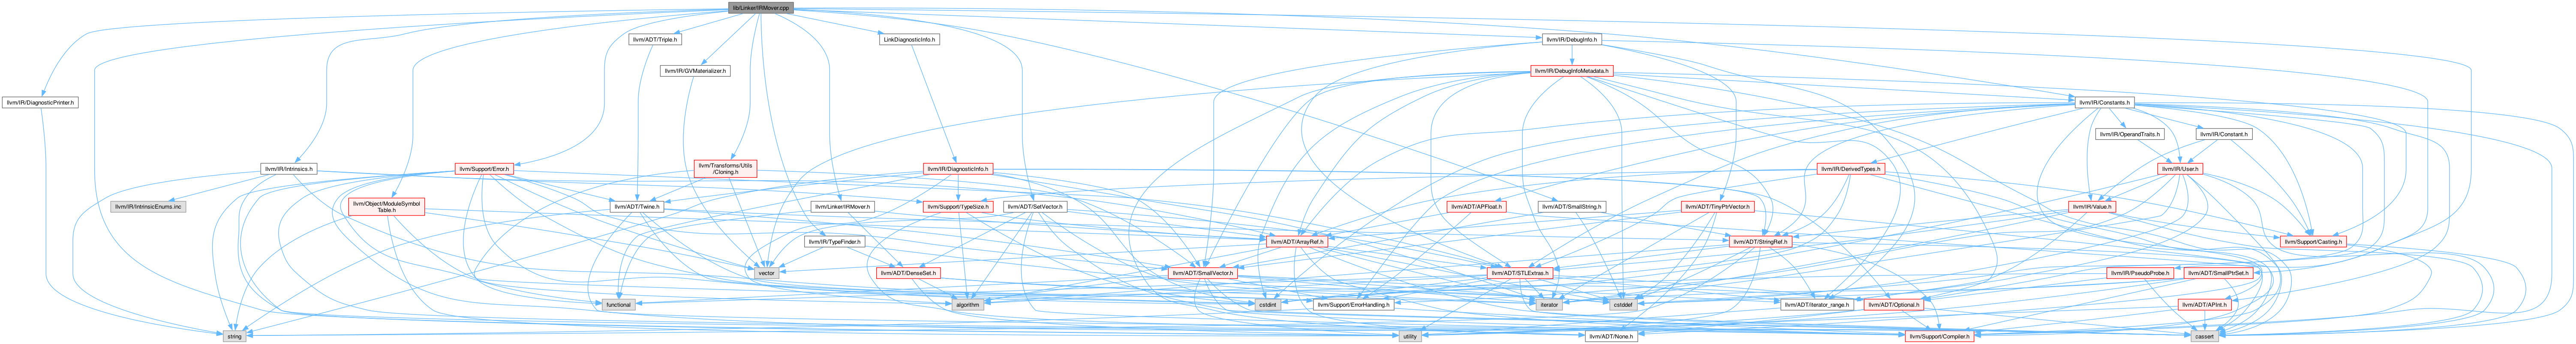 lib/Linker/IRMover.cpp
llvm/ADT/Triple.h
LinkDiagnosticInfo.h
llvm/IR/DebugInfo.h
llvm/IR/GVMaterializer.h
llvm/IR/DebugInfoMetadata.h
llvm/IR/DiagnosticPrinter.h
llvm/IR/Constants.h
llvm/IR/OperandTraits.h
llvm/IR/Constant.h
llvm/IR/Intrinsics.h
llvm/Support/Error.h
llvm/Transforms/Utils
/Cloning.h
llvm/IR/DiagnosticInfo.h
llvm/IR/DerivedTypes.h
llvm/IR/User.h
llvm/IR/IntrinsicEnums.inc
llvm/Object/ModuleSymbol
Table.h
llvm/ADT/Twine.h
llvm/Linker/IRMover.h
llvm/Support/TypeSize.h
llvm/ADT/SetVector.h
llvm/ADT/APFloat.h
llvm/ADT/SmallString.h
llvm/ADT/TinyPtrVector.h
llvm/IR/Value.h
llvm/IR/TypeFinder.h
llvm/ADT/ArrayRef.h
llvm/ADT/StringRef.h
llvm/Support/Casting.h
vector
llvm/ADT/DenseSet.h
llvm/ADT/SmallVector.h
llvm/ADT/STLExtras.h
llvm/IR/PseudoProbe.h
llvm/ADT/SmallPtrSet.h
functional
algorithm
cstdint
llvm/Support/ErrorHandling.h
iterator
cstddef
llvm/ADT/iterator_range.h
llvm/ADT/Optional.h
llvm/ADT/APInt.h
string
utility
llvm/ADT/None.h
llvm/Support/Compiler.h
cassert